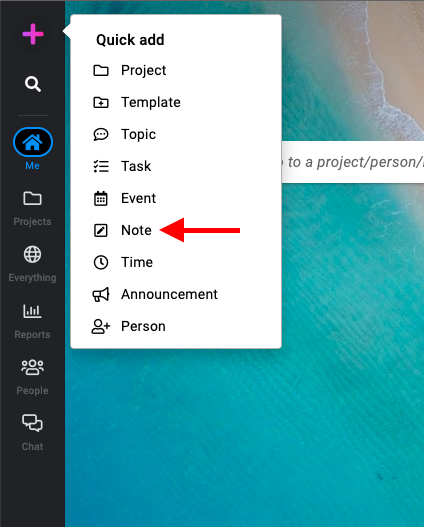 Quick add
Project
Template
Topic
Task
Event
Note
Time
Announcement
Person
Me
Projects
Everything
Reports
People
Chat
to a project/person/